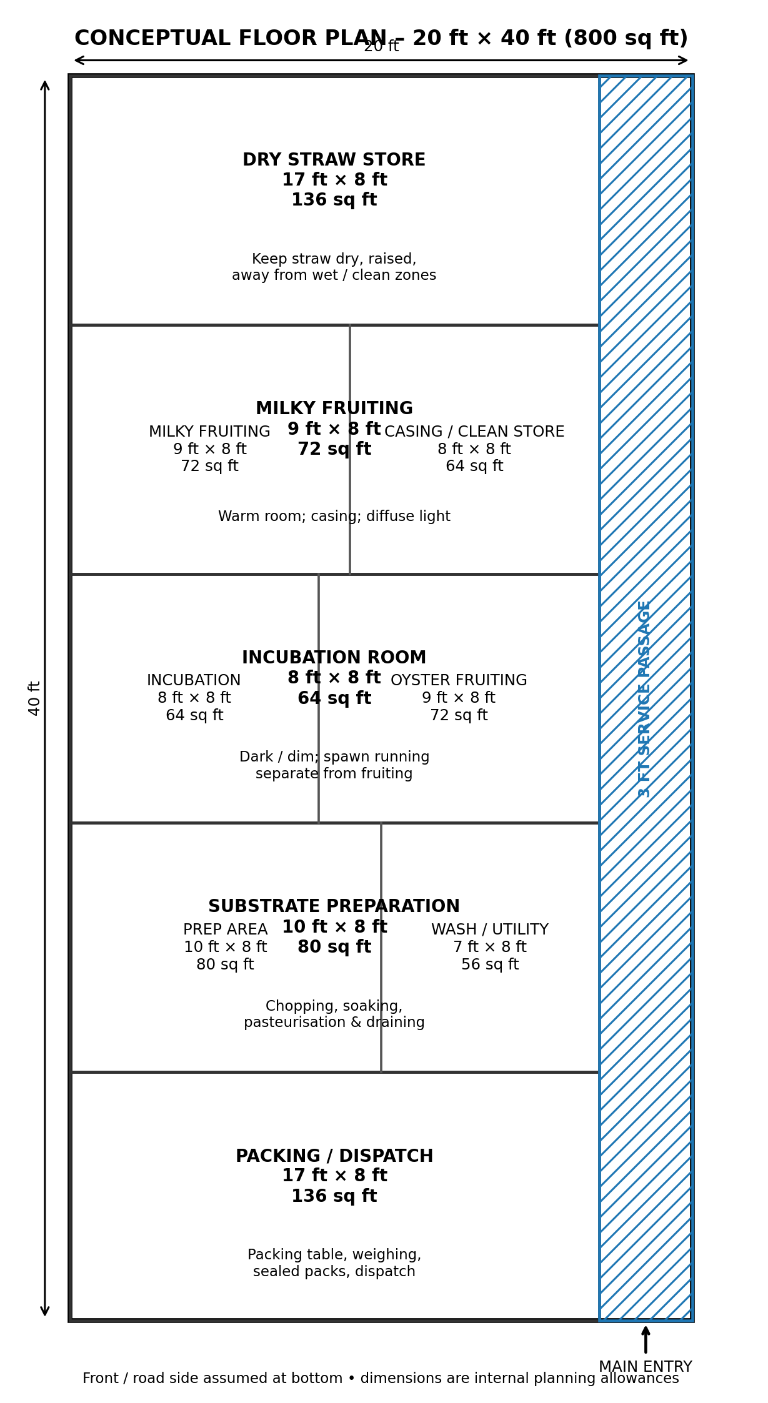 CONCEPTUAL FLOOR PLAN – 20 ft × 40 ft (800 sq ft)
20 ft
40 ft
DRY STRAW STORE
17 ft × 8 ft
136 sq ft
Keep straw dry, raised,
away from wet / clean zones
MILKY FRUITING
9 ft × 8 ft
72 sq ft
MILKY FRUITING
9 ft × 8 ft
72 sq ft
CASING / CLEAN STORE
8 ft × 8 ft
64 sq ft
Warm room; casing; diffuse light
INCUBATION ROOM
8 ft × 8 ft
64 sq ft
INCUBATION
8 ft × 8 ft
64 sq ft
OYSTER FRUITING
9 ft × 8 ft
72 sq ft
Dark / dim; spawn running
separate from fruiting
3 FT SERVICE PASSAGE
SUBSTRATE PREPARATION
10 ft × 8 ft
80 sq ft
PREP AREA
10 ft × 8 ft
80 sq ft
WASH / UTILITY
7 ft × 8 ft
56 sq ft
Chopping, soaking,
pasteurisation & draining
PACKING / DISPATCH
17 ft × 8 ft
136 sq ft
Packing table, weighing,
sealed packs, dispatch
MAIN ENTRY
Front / road side assumed at bottom • dimensions are internal planning allowances